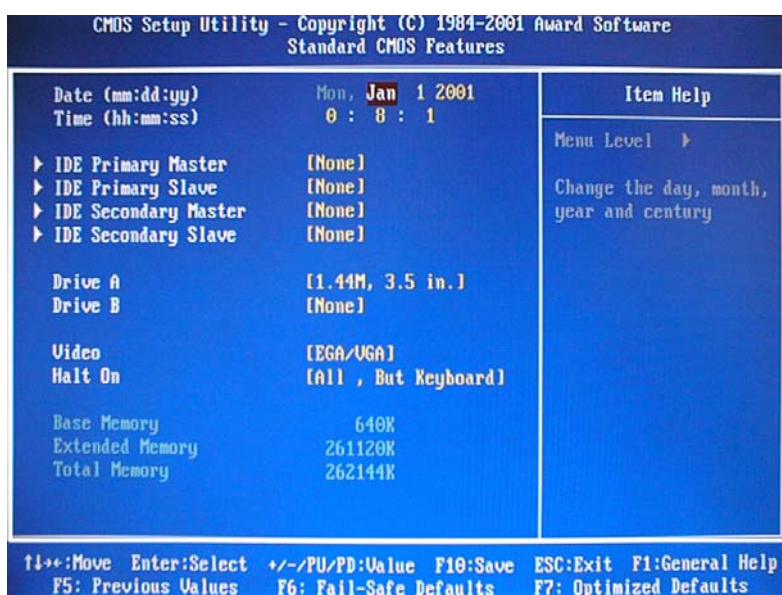 CMOS Setup Utility - Copyright (C) 1984-2001 Award Software
Standard CMOS Features
Date (mm:dd:yy) Mon, Jan 1 2001
Time (hh:mm:ss) 0 : 8 : 1
IDE Primary Master [None]
IDE Primary Slave [None]
IDE Secondary Master [None]
IDE Secondary Slave [None]
Drive A [1.44M, 3.5 in.]
Drive B [None]
Video [EGA/VGA]
Halt On [All , But Keyboard]
Base Memory 640K
Extended Memory 261120K
Total Memory 262144K
Item Help
Menu Level
Change the day, month,
year and century
↑↓→←:Move Enter:Select +/-/PU/PD:Value F10:Save ESC:Exit F1:General Help
F5: Previous Values F6: Fail-Safe Defaults F7: Optimized Defaults